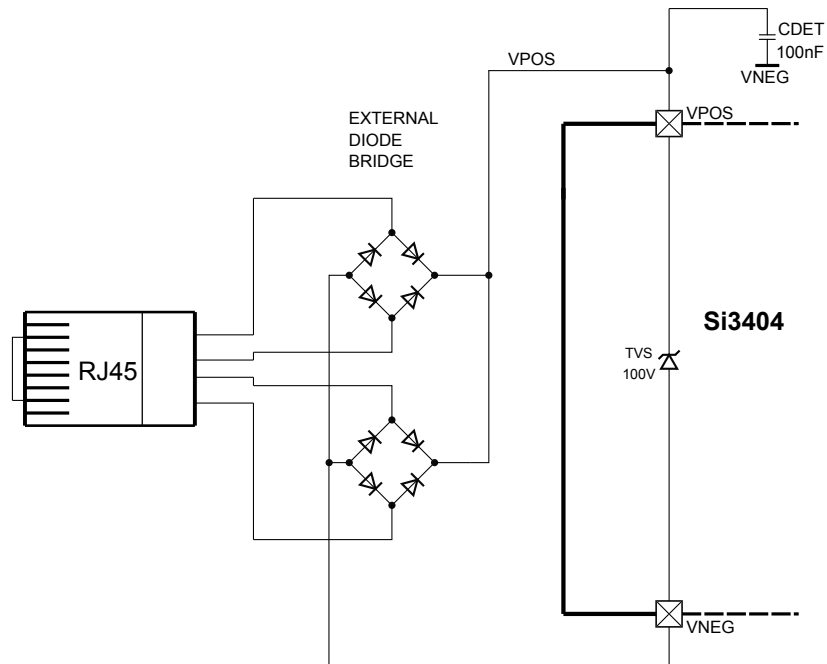 CDET
100nF
VNEG
VPOS
VPOS
EXTERNAL
DIODE
BRIDGE
Si3404
RJ45
TVS
100V
VNEG